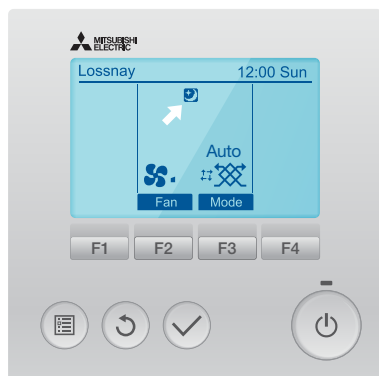 MITSUBISHI
ELECTRIC
Lossnay 12:00 Sun
Auto
Fan Mode
F1 F2 F3 F4